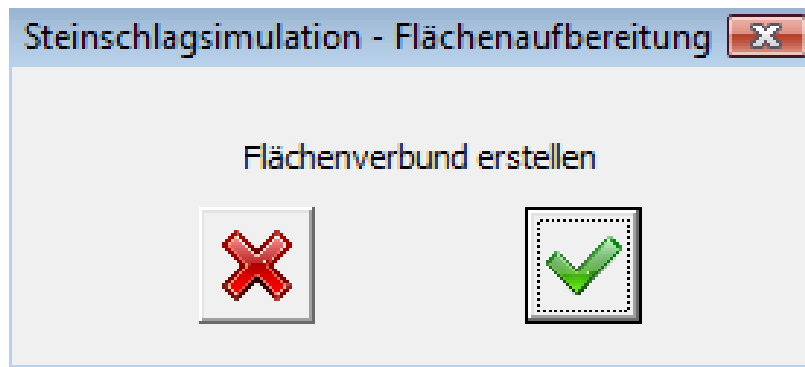 Steinschlagsimulation - Flächenaufbereitung
Flächenverbund erstellen